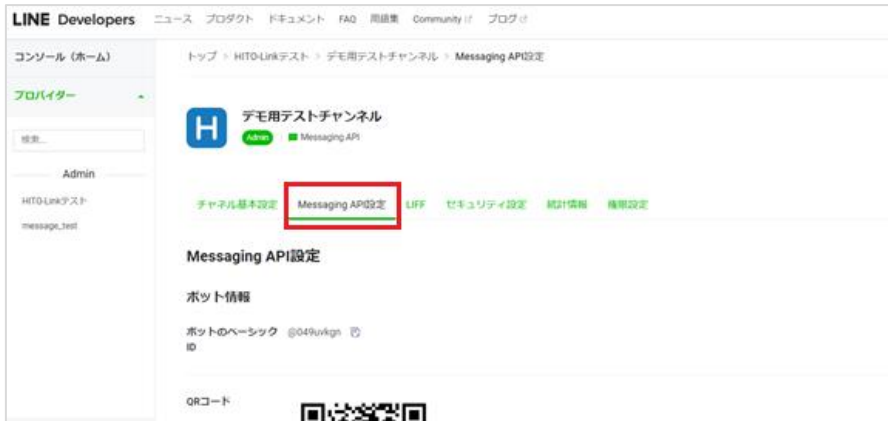 LINE Developers ニュース プロダクト ドキュメント FAQ 用語集 Community ブログ
コンソール（ホーム）
トップ > HITO-Linkテスト > デモ用テストチャンネル > Messaging API設定
プロバイダー
検索...
Admin
HITO-Linkテスト
message_test
H
デモ用テストチャンネル
Admin Messaging API
チャネル基本設定 Messaging API設定 LIFF セキュリティ設定 統計情報 権限設定
Messaging API設定
ボット情報
ボットのベーシック @049uvkgn
ID
QRコード